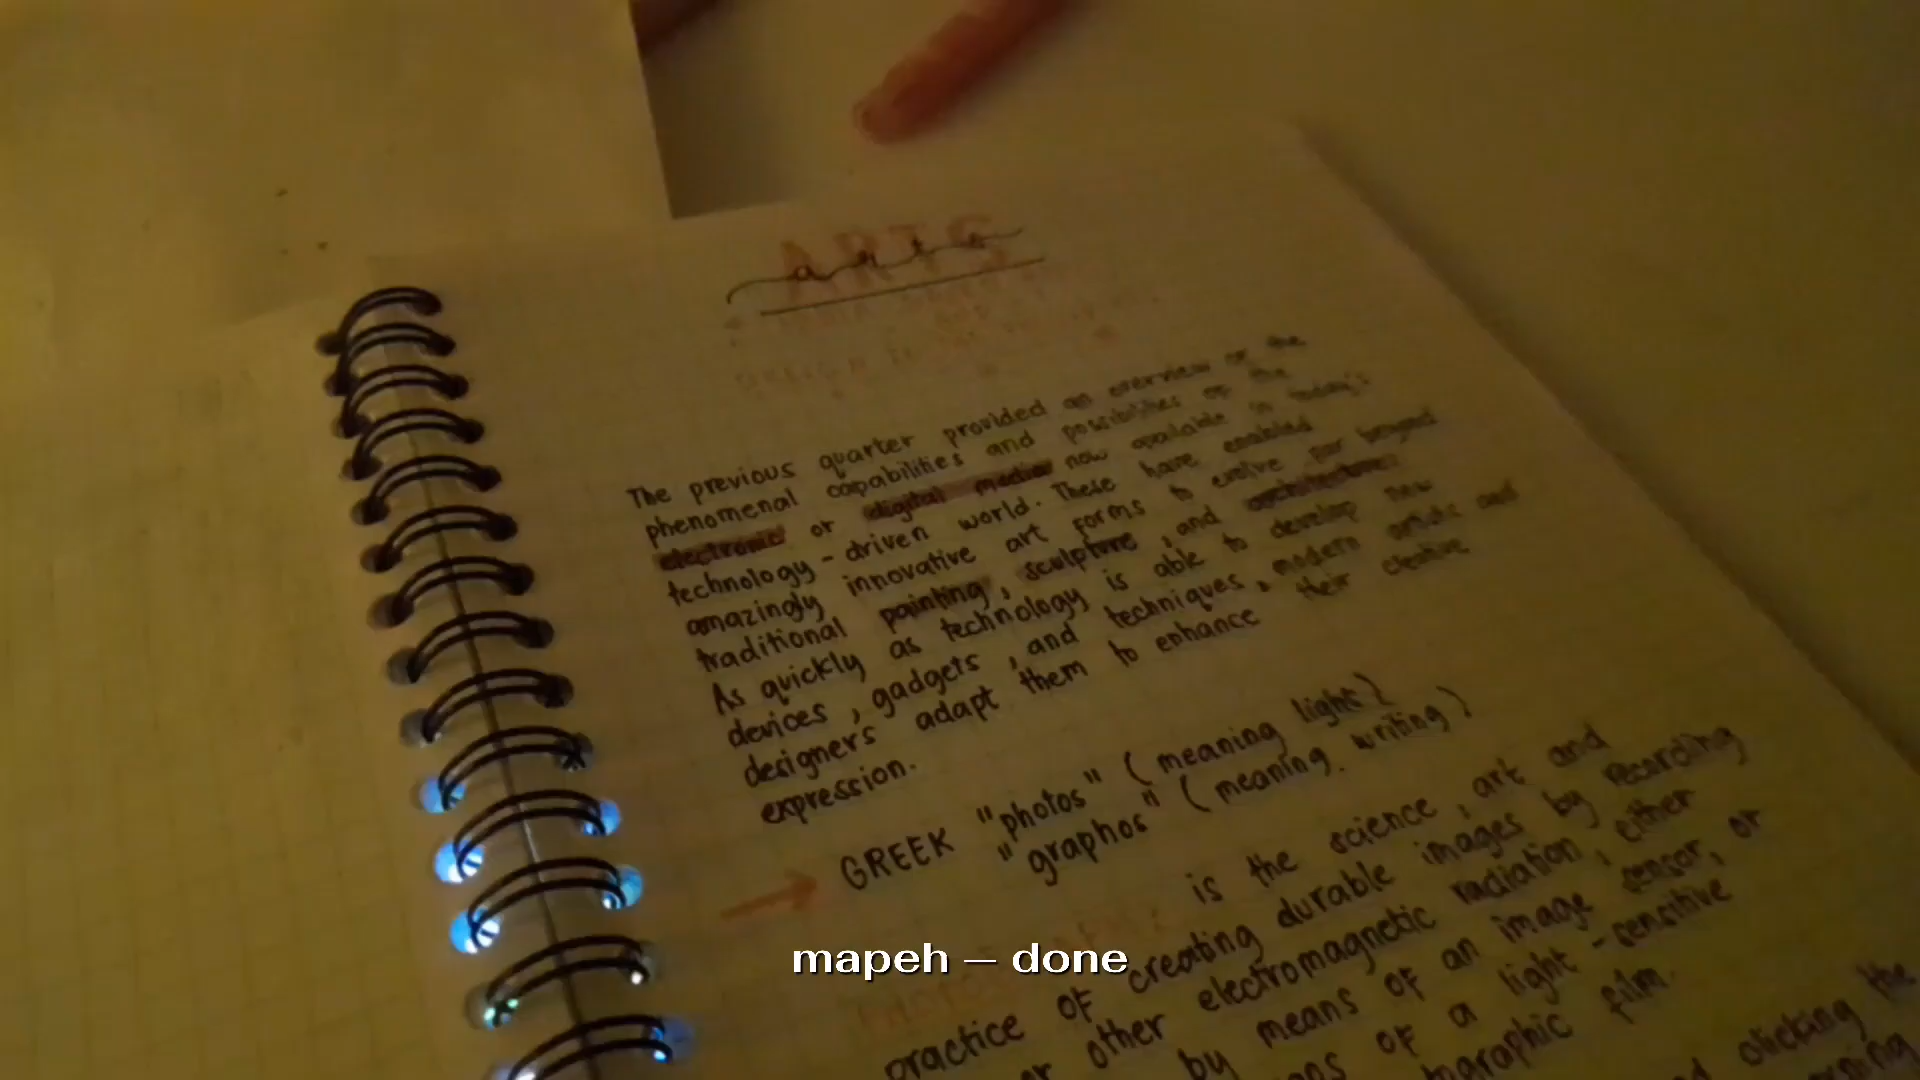 ARTS
arts
The previous quarter provided an overview of the
phenomenal capabilities and possibilities of the
electronic or digital media now available in today's
technology - driven world. These have enabled
amazingly innovative art forms to evolve far beyond
traditional painting, sculpture, and architecture.
As quickly as technology is able to develop new
devices, gadgets, and techniques, modern artists and
designers adapt them to enhance their creative
expression.
GREEK "photos" (meaning light)
"graphos" (meaning writing)
is the science, art and
practice of creating durable images by recording
or other electromagnetic radiation, either
by means of an image sensor, or
of a light-sensitive
film.
clicking the
mapeh – done